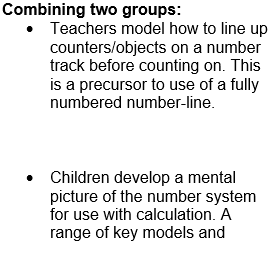 Combining two groups:
• Teachers model how to line up
counters/objects on a number
track before counting on. This
is a precursor to use of a fully
numbered number-line.
• Children develop a mental
picture of the number system
for use with calculation. A
range of key models and